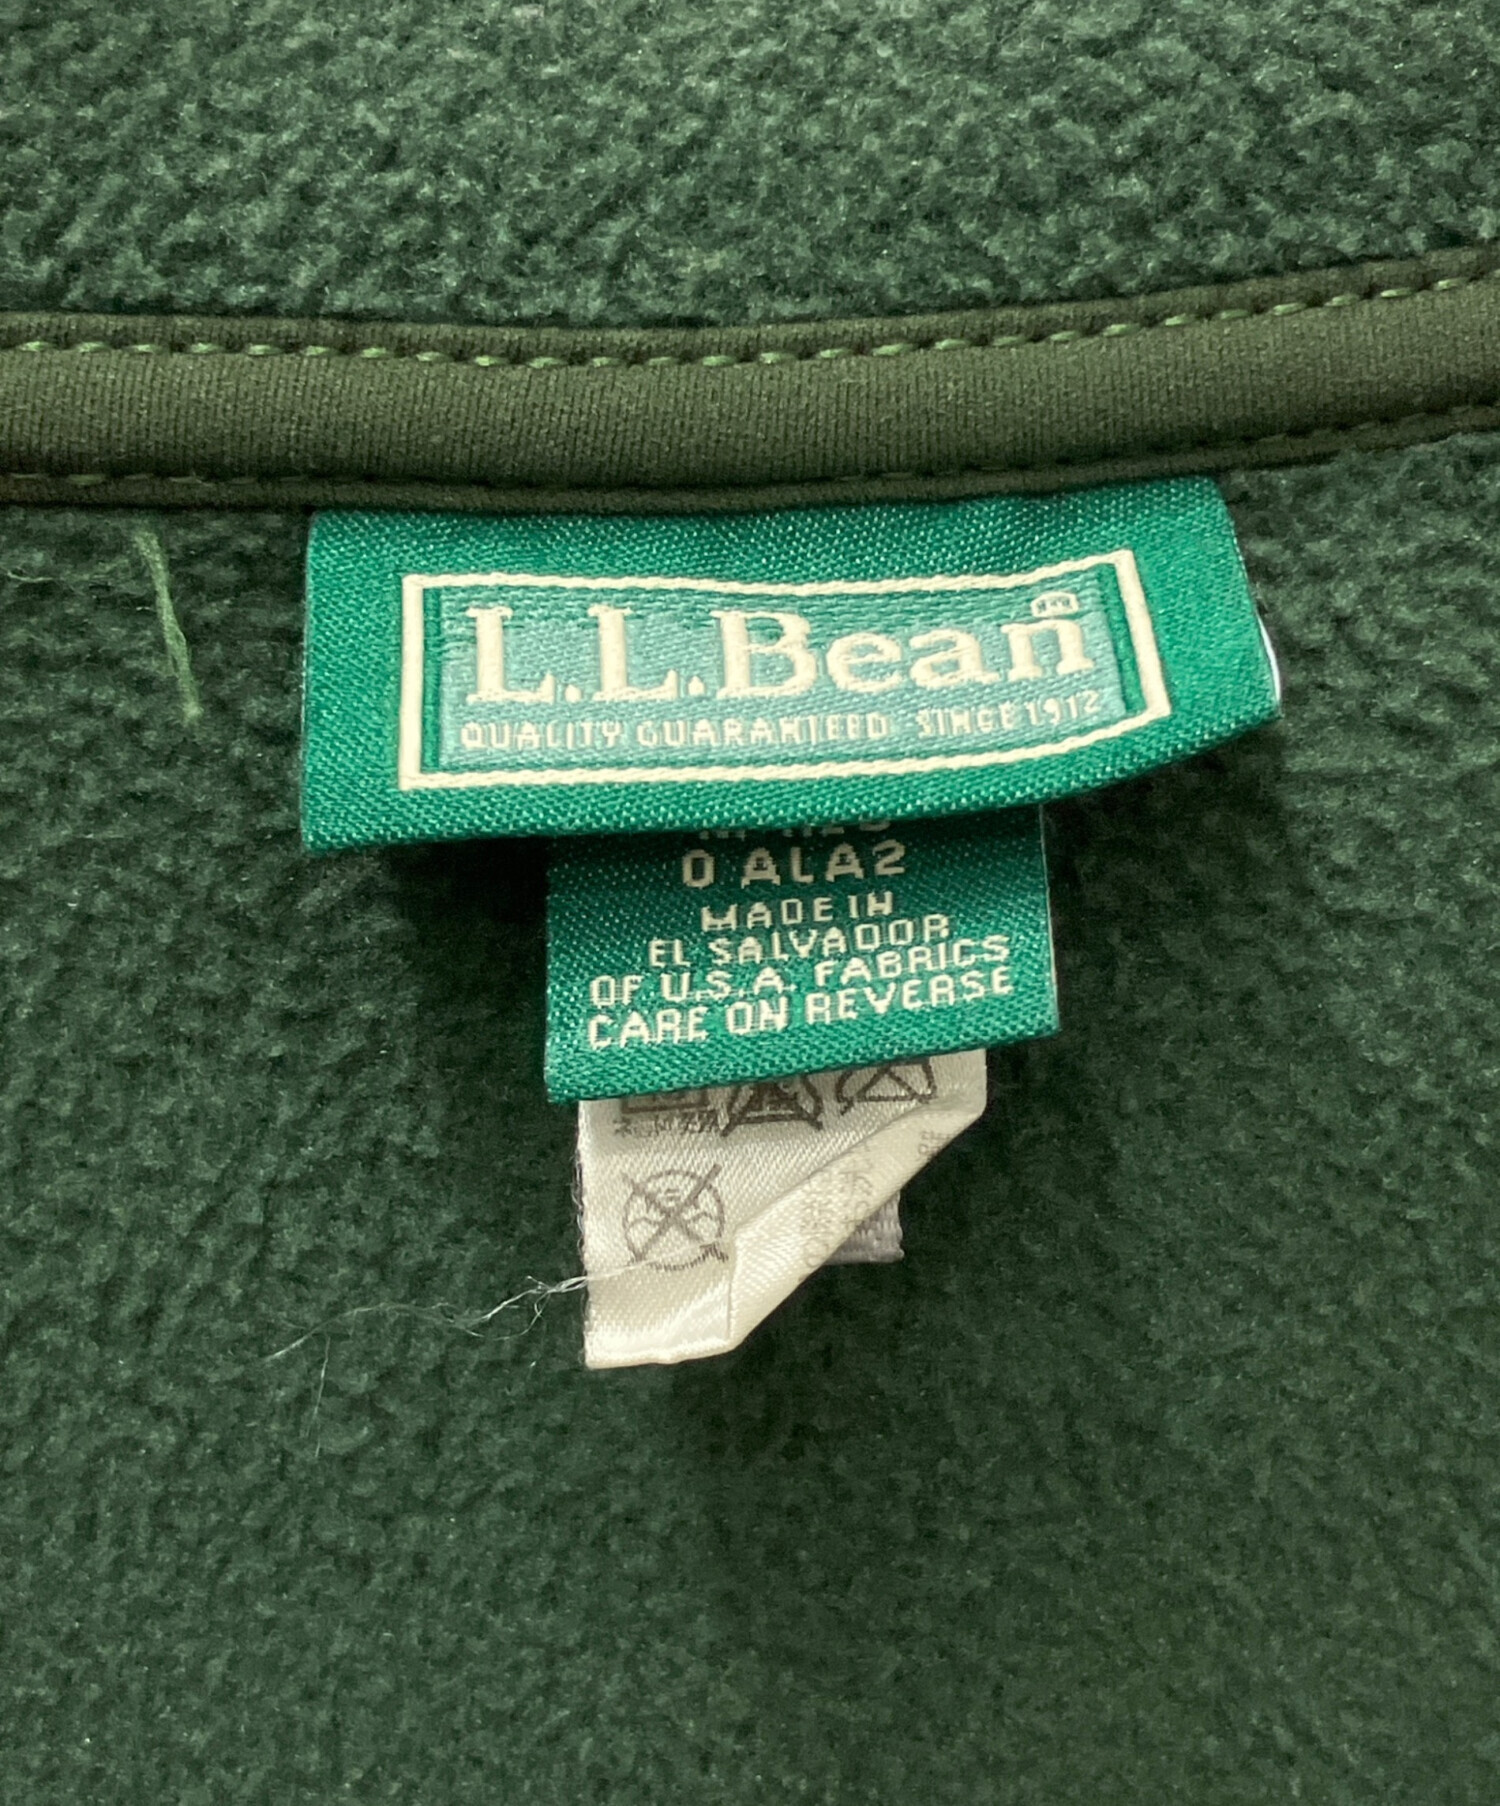 L.L.Bean®
QUALITY GUARANTEED SINCE 1912
0 ALA2
MADE IN
EL SALVADOR
OF U.S.A. FABRICS
CARE ON REVERSE